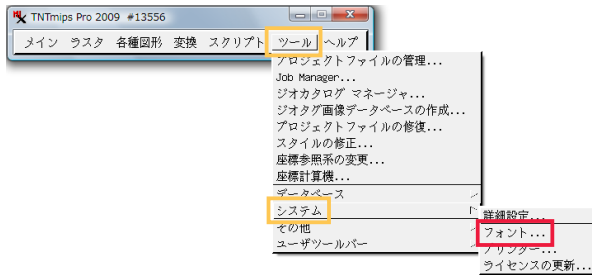 TNTmips Pro 2009 #13556
メイン ラスタ 各種図形 変換 スクリプト ツール ヘルプ
プロジェクトファイルの管理...
Job Manager...
ジオカタログ マネージャ...
ジオタグ画像データベースの作成...
プロジェクトファイルの修復...
スタイルの修正...
座標参照系の変更...
座標計算機...
データベース
システム
その他
ユーザツールバー
詳細設定...
フォント...
プリンター...
ライセンスの更新...